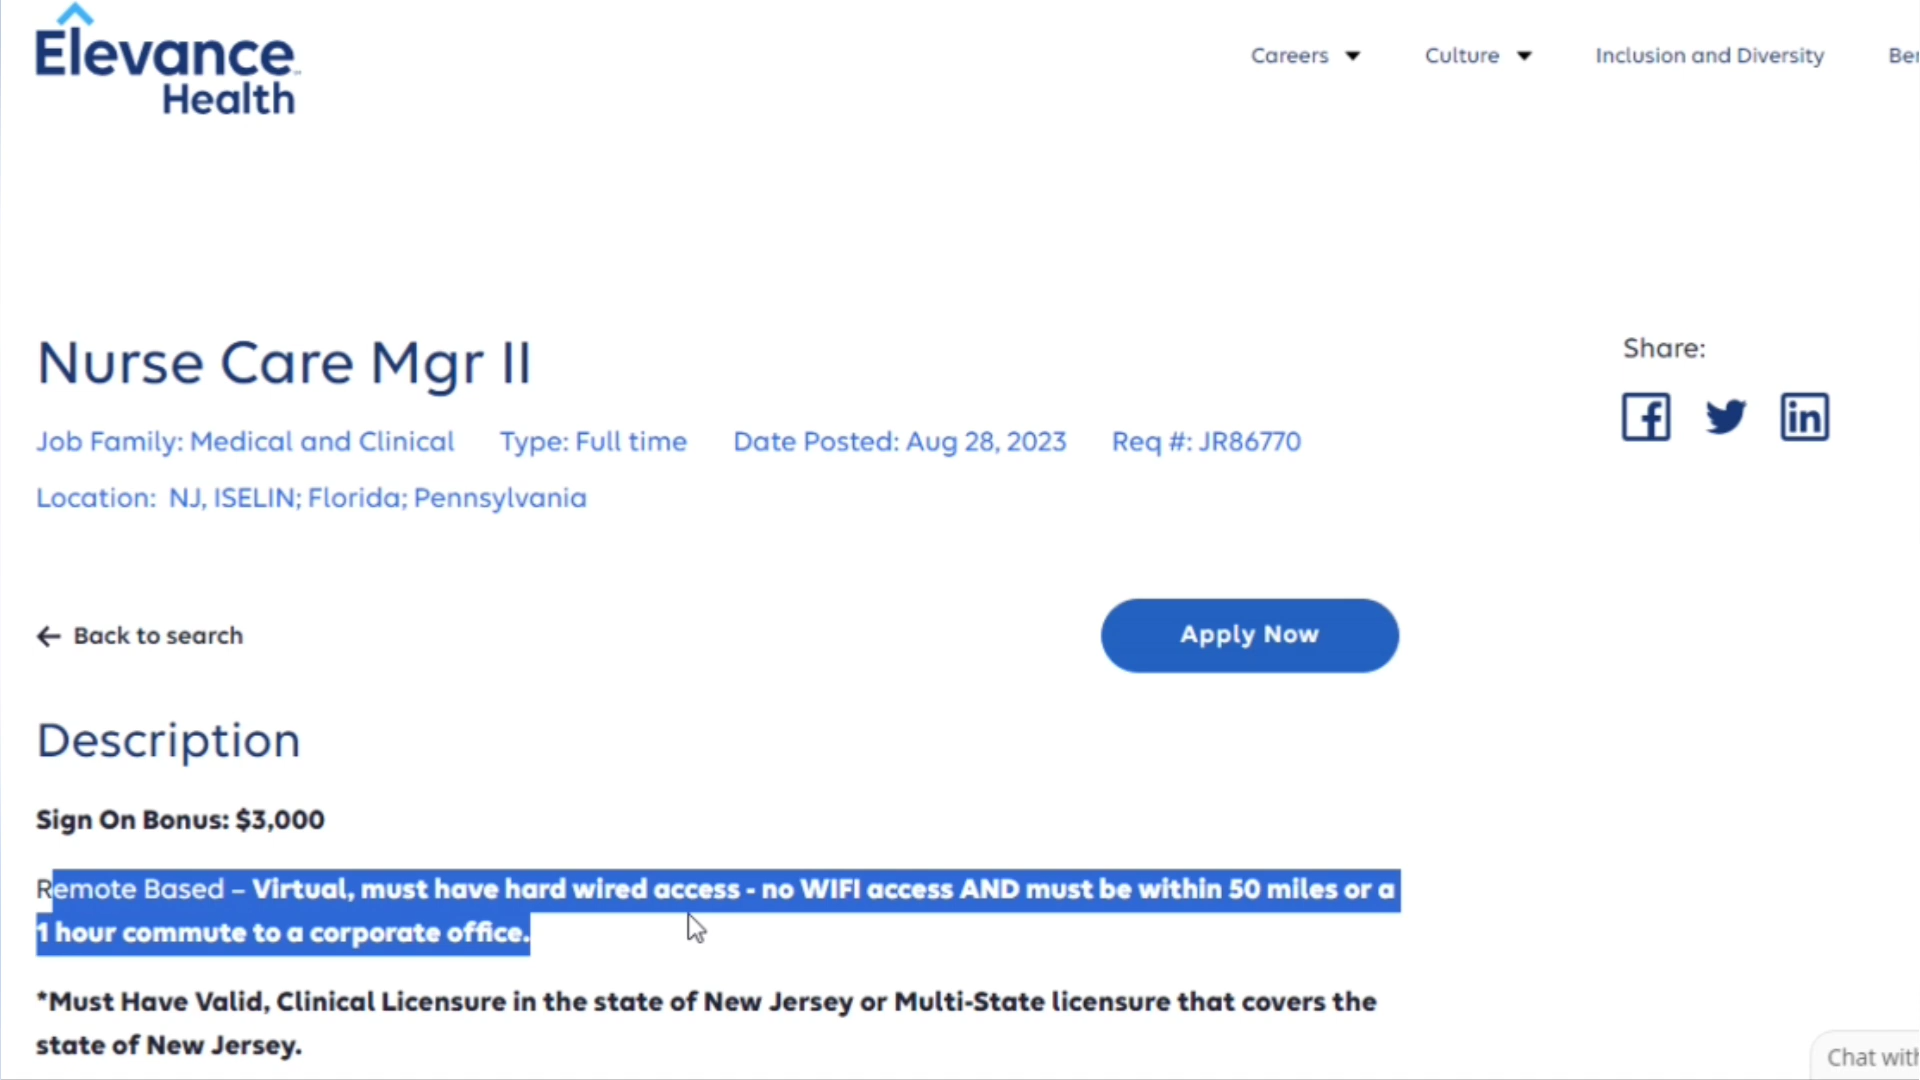 Elevance
Health
Careers Culture Inclusion and Diversity
Nurse Care Mgr II
Share:
Job Family: Medical and Clinical Type: Full time Date Posted: Aug 28, 2023 Req #: JR86770
Location: NJ, ISELIN; Florida; Pennsylvania
Back to search
Apply Now
Description
Sign On Bonus: $3,000
Remote Based – Virtual, must have hard wired access - no WIFI access AND must be within 50 miles or a
1 hour commute to a corporate office.
*Must Have Valid, Clinical Licensure in the state of New Jersey or Multi-State licensure that covers the
state of New Jersey.
Chat with